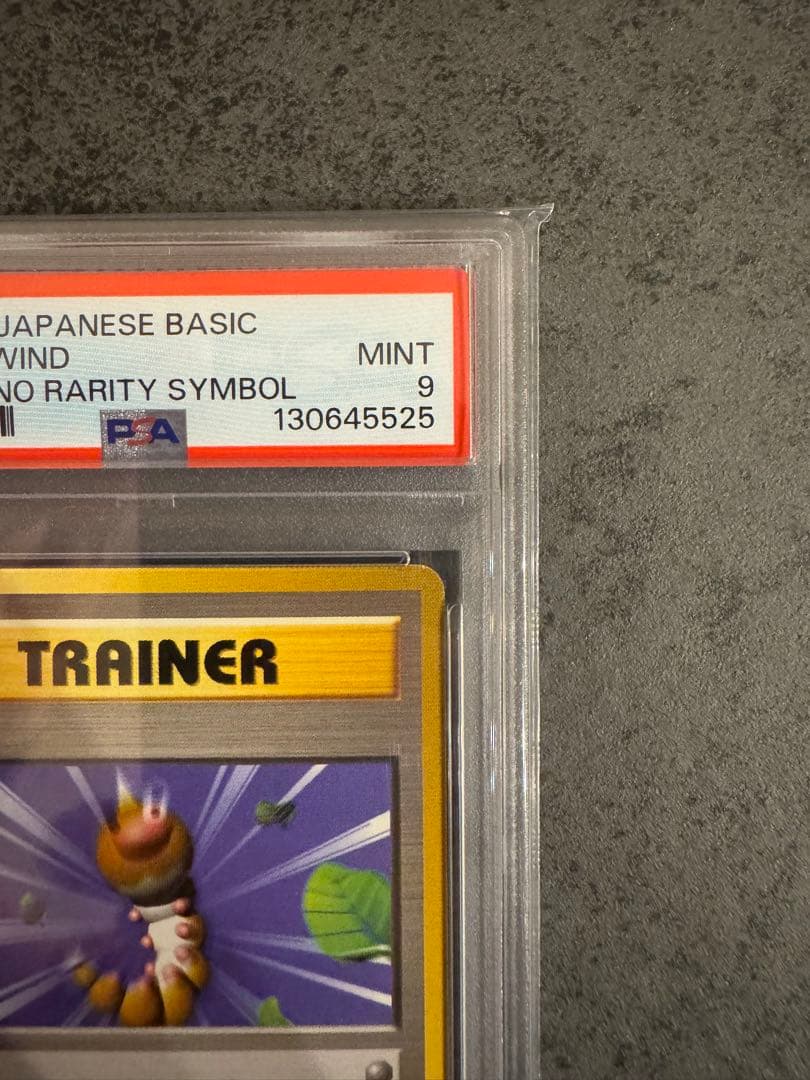 JAPANESE BASIC
WIND MINT
NO RARITY SYMBOL 9
PSA 130645525
TRAINER